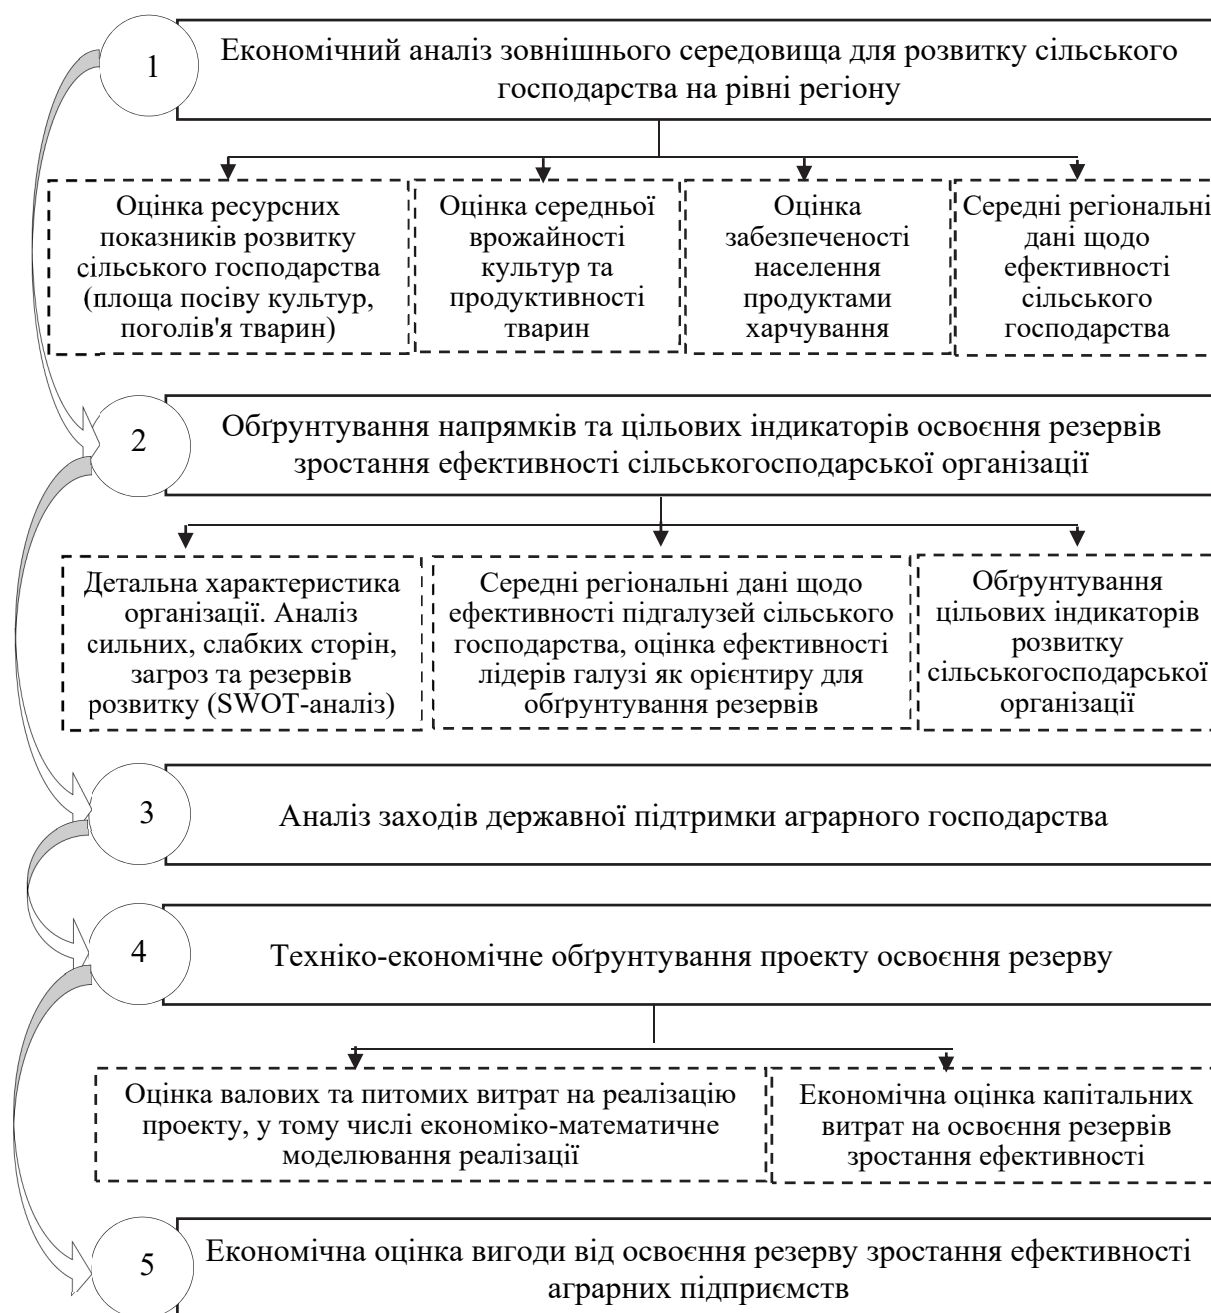 1
Економічний аналіз зовнішнього середовища для розвитку сільського
господарства на рівні регіону
Оцінка ресурсних
показників розвитку
сільського господарства
(площа посіву культур,
поголів'я тварин)
Оцінка середньої
врожайності
культур та
продуктивності
тварин
Оцінка
забезпеченості
населення
продуктами
харчування
Середні регіональні
дані щодо
ефективності
сільського
господарства
2
Обґрунтування напрямків та цільових індикаторів освоєння резервів
зростання ефективності сільськогосподарської організації
Детальна характеристика
організації. Аналіз
сильних, слабких сторін,
загроз та резервів
розвитку (SWOT-аналіз)
Середні регіональні дані щодо
ефективності підгалузей сільського
господарства, оцінка ефективності
лідерів галузі як орієнтиру для
обґрунтування резервів
Обґрунтування
цільових індикаторів
розвитку
сільськогосподарської
організації
3
Аналіз заходів державної підтримки аграрного господарства
4
Техніко-економічне обґрунтування проекту освоєння резерву
Оцінка валових та питомих витрат на реалізацію
проекту, у тому числі економіко-математичне
моделювання реалізації
Економічна оцінка капітальних
витрат на освоєння резервів
зростання ефективності
5
Економічна оцінка вигоди від освоєння резерву зростання ефективності
аграрних підприємств